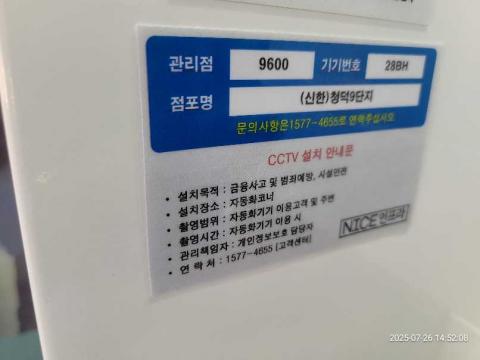 관리점 9600 기기번호 28BH
점포명 (신한)청덕9단지
문의사항은1577-4655로 연락주십시오
CCTV 설치 안내문
• 설치목적 : 금융사고 및 범죄예방, 시설안전
• 설치장소 : 자동화코너
• 촬영범위 : 자동화기기 이용고객 및 주변
• 촬영시간 : 자동화기기 이용 시
• 관리책임자 : 개인정보보호 담당자
• 연 락 처 : 1577-4655 [고객센터]
NICE 인프라
2025-07-26 14:52:08